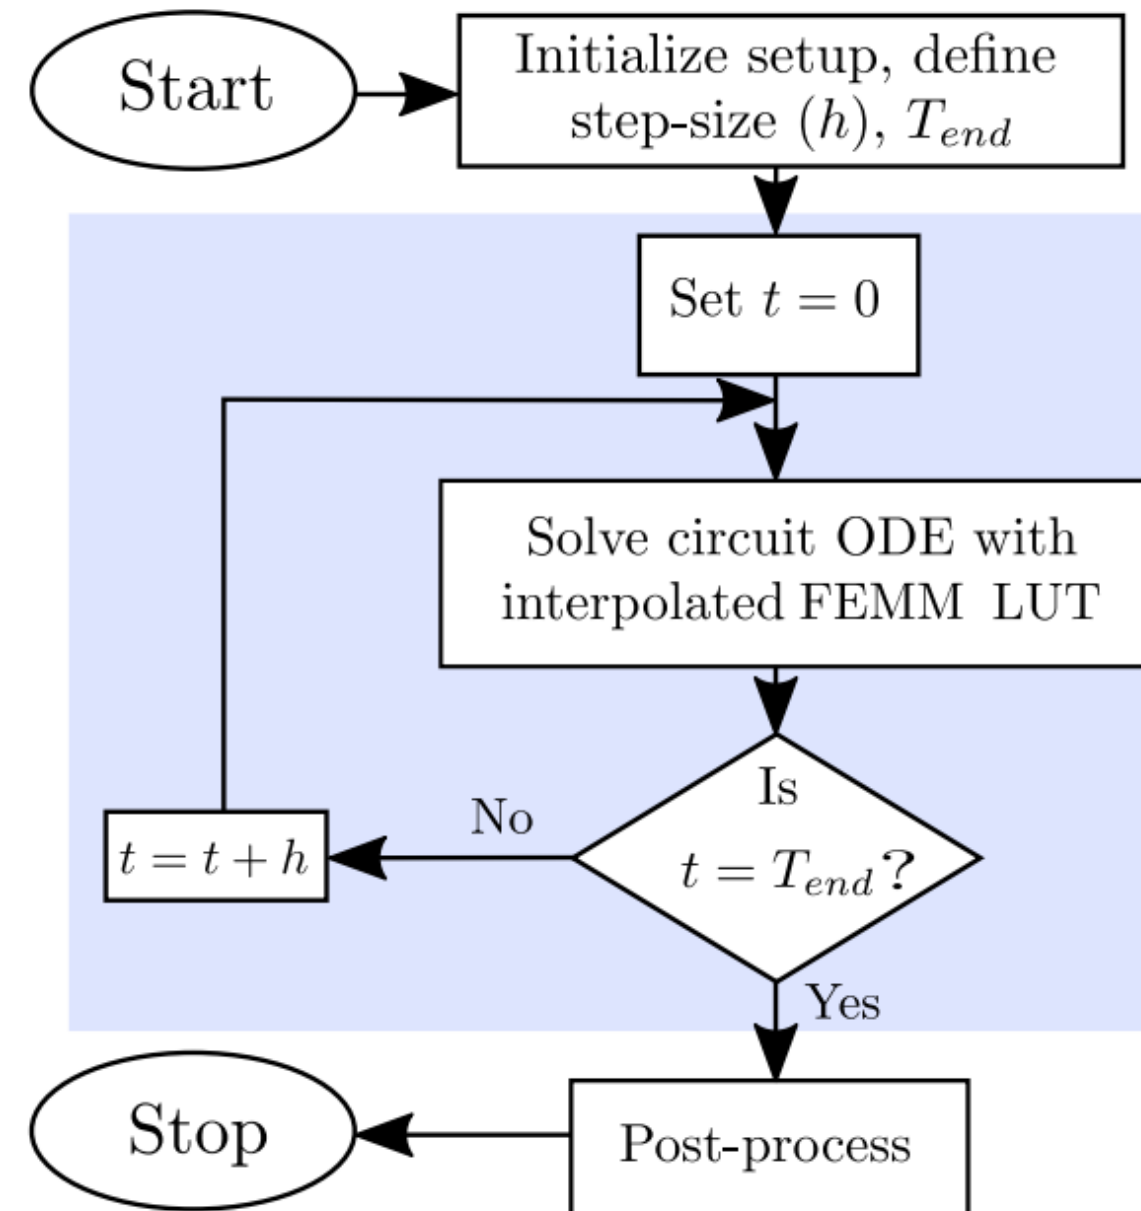 Start
Initialize setup, define
step-size (h), T_end
Set t = 0
Solve circuit ODE with
interpolated FEMM LUT
Is
t = T_end?
No
t = t + h
Yes
Post-process
Stop